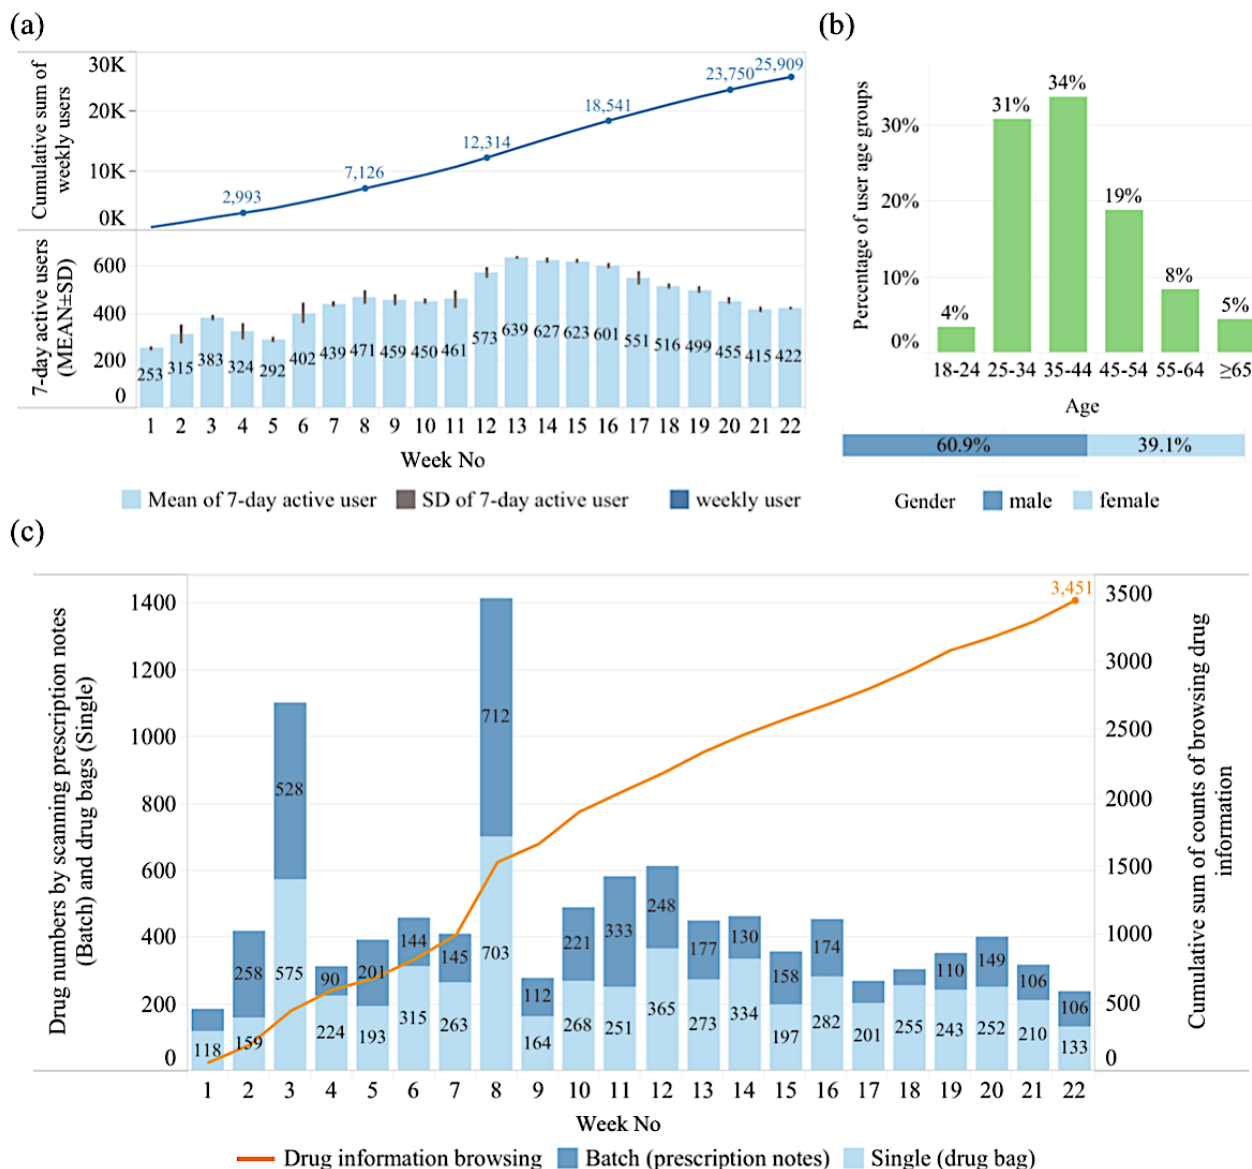 (a)
Cumulative sum of
weekly users
30K
20K
10K
0K
2,993
7,126
12,314
18,541
23,750
25,909
7-day active users
(MEAN±SD)
600
400
200
0
253 315 383 324 292 402 439 471 459 450 461 573 639 627 623 601 551 516 499 455 415 422
1 2 3 4 5 6 7 8 9 10 11 12 13 14 15 16 17 18 19 20 21 22
Week No
Mean of 7-day active user SD of 7-day active user weekly user
(b)
Percentage of user age groups
30%
20%
10%
0%
4% 31% 34% 19% 8% 5%
18-24 25-34 35-44 45-54 55-64 ≥65
Age
60.9% 39.1%
Gender male female
(c)
Drug numbers by scanning prescription notes
(Batch) and drug bags (Single)
1400
1200
1000
800
600
400
200
0
258 528 90 201 144 145 712 112 221 333 248 177 130 158 174 110 149 106 106
118 159 575 224 193 315 263 703 164 268 251 365 273 334 197 282 201 255 243 252 210 133
3,451
3500
3000
2500
2000
1500
1000
500
0
Cumulative sum of counts of browsing drug
information
1 2 3 4 5 6 7 8 9 10 11 12 13 14 15 16 17 18 19 20 21 22
Week No
Drug information browsing Batch (prescription notes) Single (drug bag)